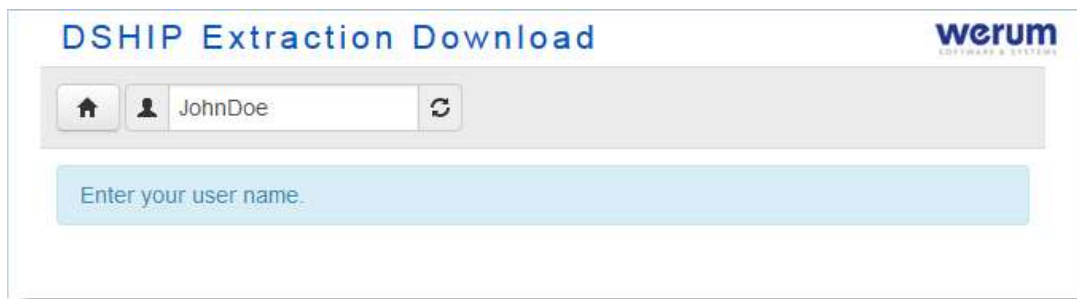 DSHIP Extraction Download
werum
SOFTWARE & SYSTEMS
JohnDoe
Enter your user name.